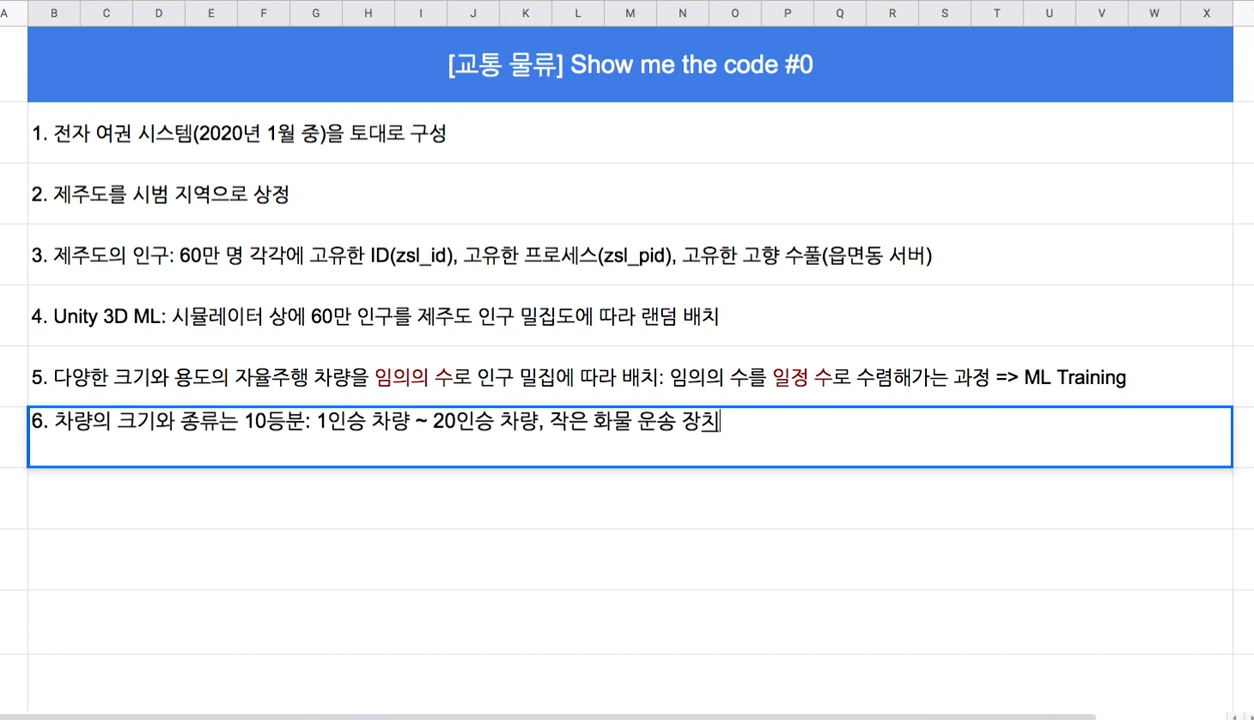 A B C D E F G H I J K L M N O P Q R S T U V W X
[교통 물류] Show me the code #0
1. 전자 여권 시스템(2020년 1월 중)을 토대로 구성
2. 제주도를 시범 지역으로 상정
3. 제주도의 인구: 60만 명 각각에 고유한 ID(zsl_id), 고유한 프로세스(zsl_pid), 고유한 고향 수풀(읍면동 서버)
4. Unity 3D ML: 시뮬레이터 상에 60만 인구를 제주도 인구 밀집도에 따라 랜덤 배치
5. 다양한 크기와 용도의 자율주행 차량을 임의의 수로 인구 밀집에 따라 배치: 임의의 수를 일정 수로 수렴해가는 과정 => ML Training
6. 차량의 크기와 종류는 10등분: 1인승 차량 ~ 20인승 차량, 작은 화물 운송 장치